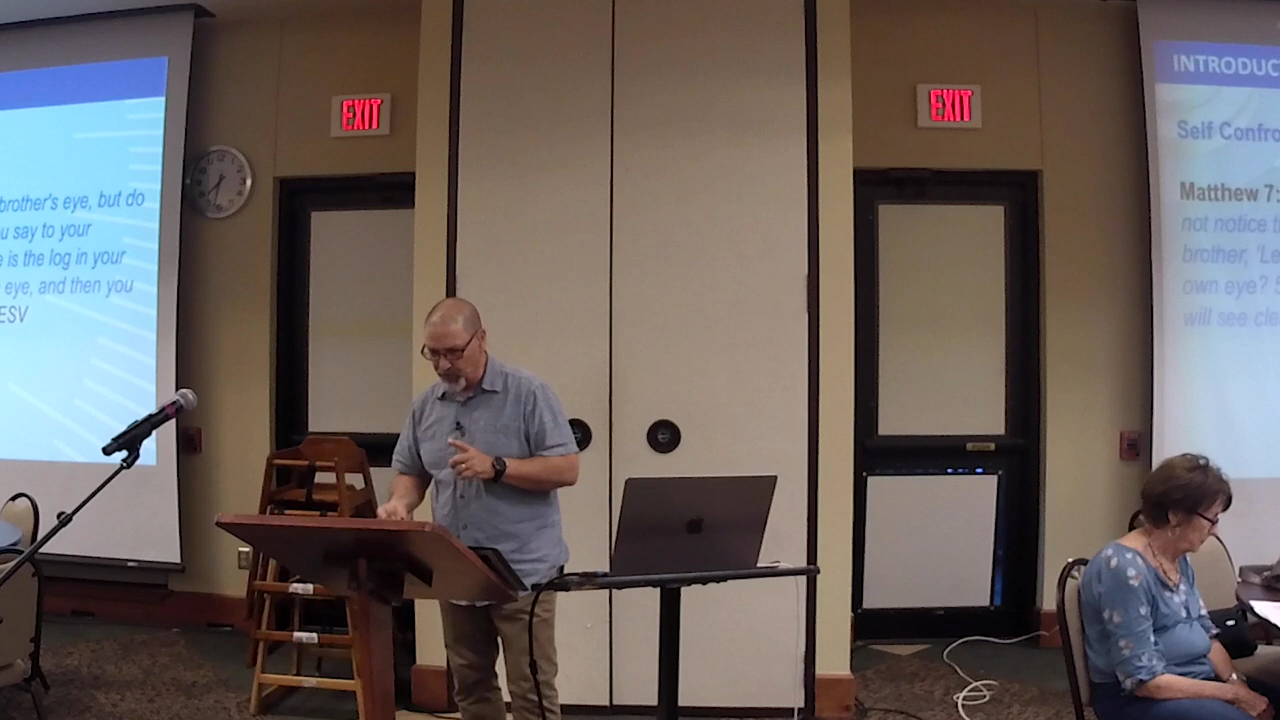 brother's eye, but do
u say to your
e is the log in your
eye, and then you
ESV
EXIT
EXIT
INTRODUC
Self Confro
Matthew 7:
not notice t
brother, 'Le
own eye? S
will see cle